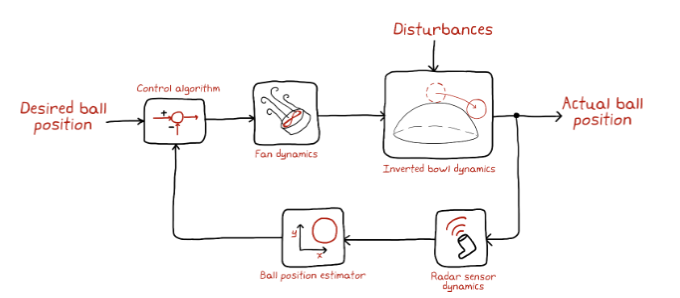 Disturbances
Control algorithm
Desired ball
position
+
-
Actual ball
position
Fan dynamics
Inverted bowl dynamics
y
x
Ball position estimator
Radar sensor
dynamics